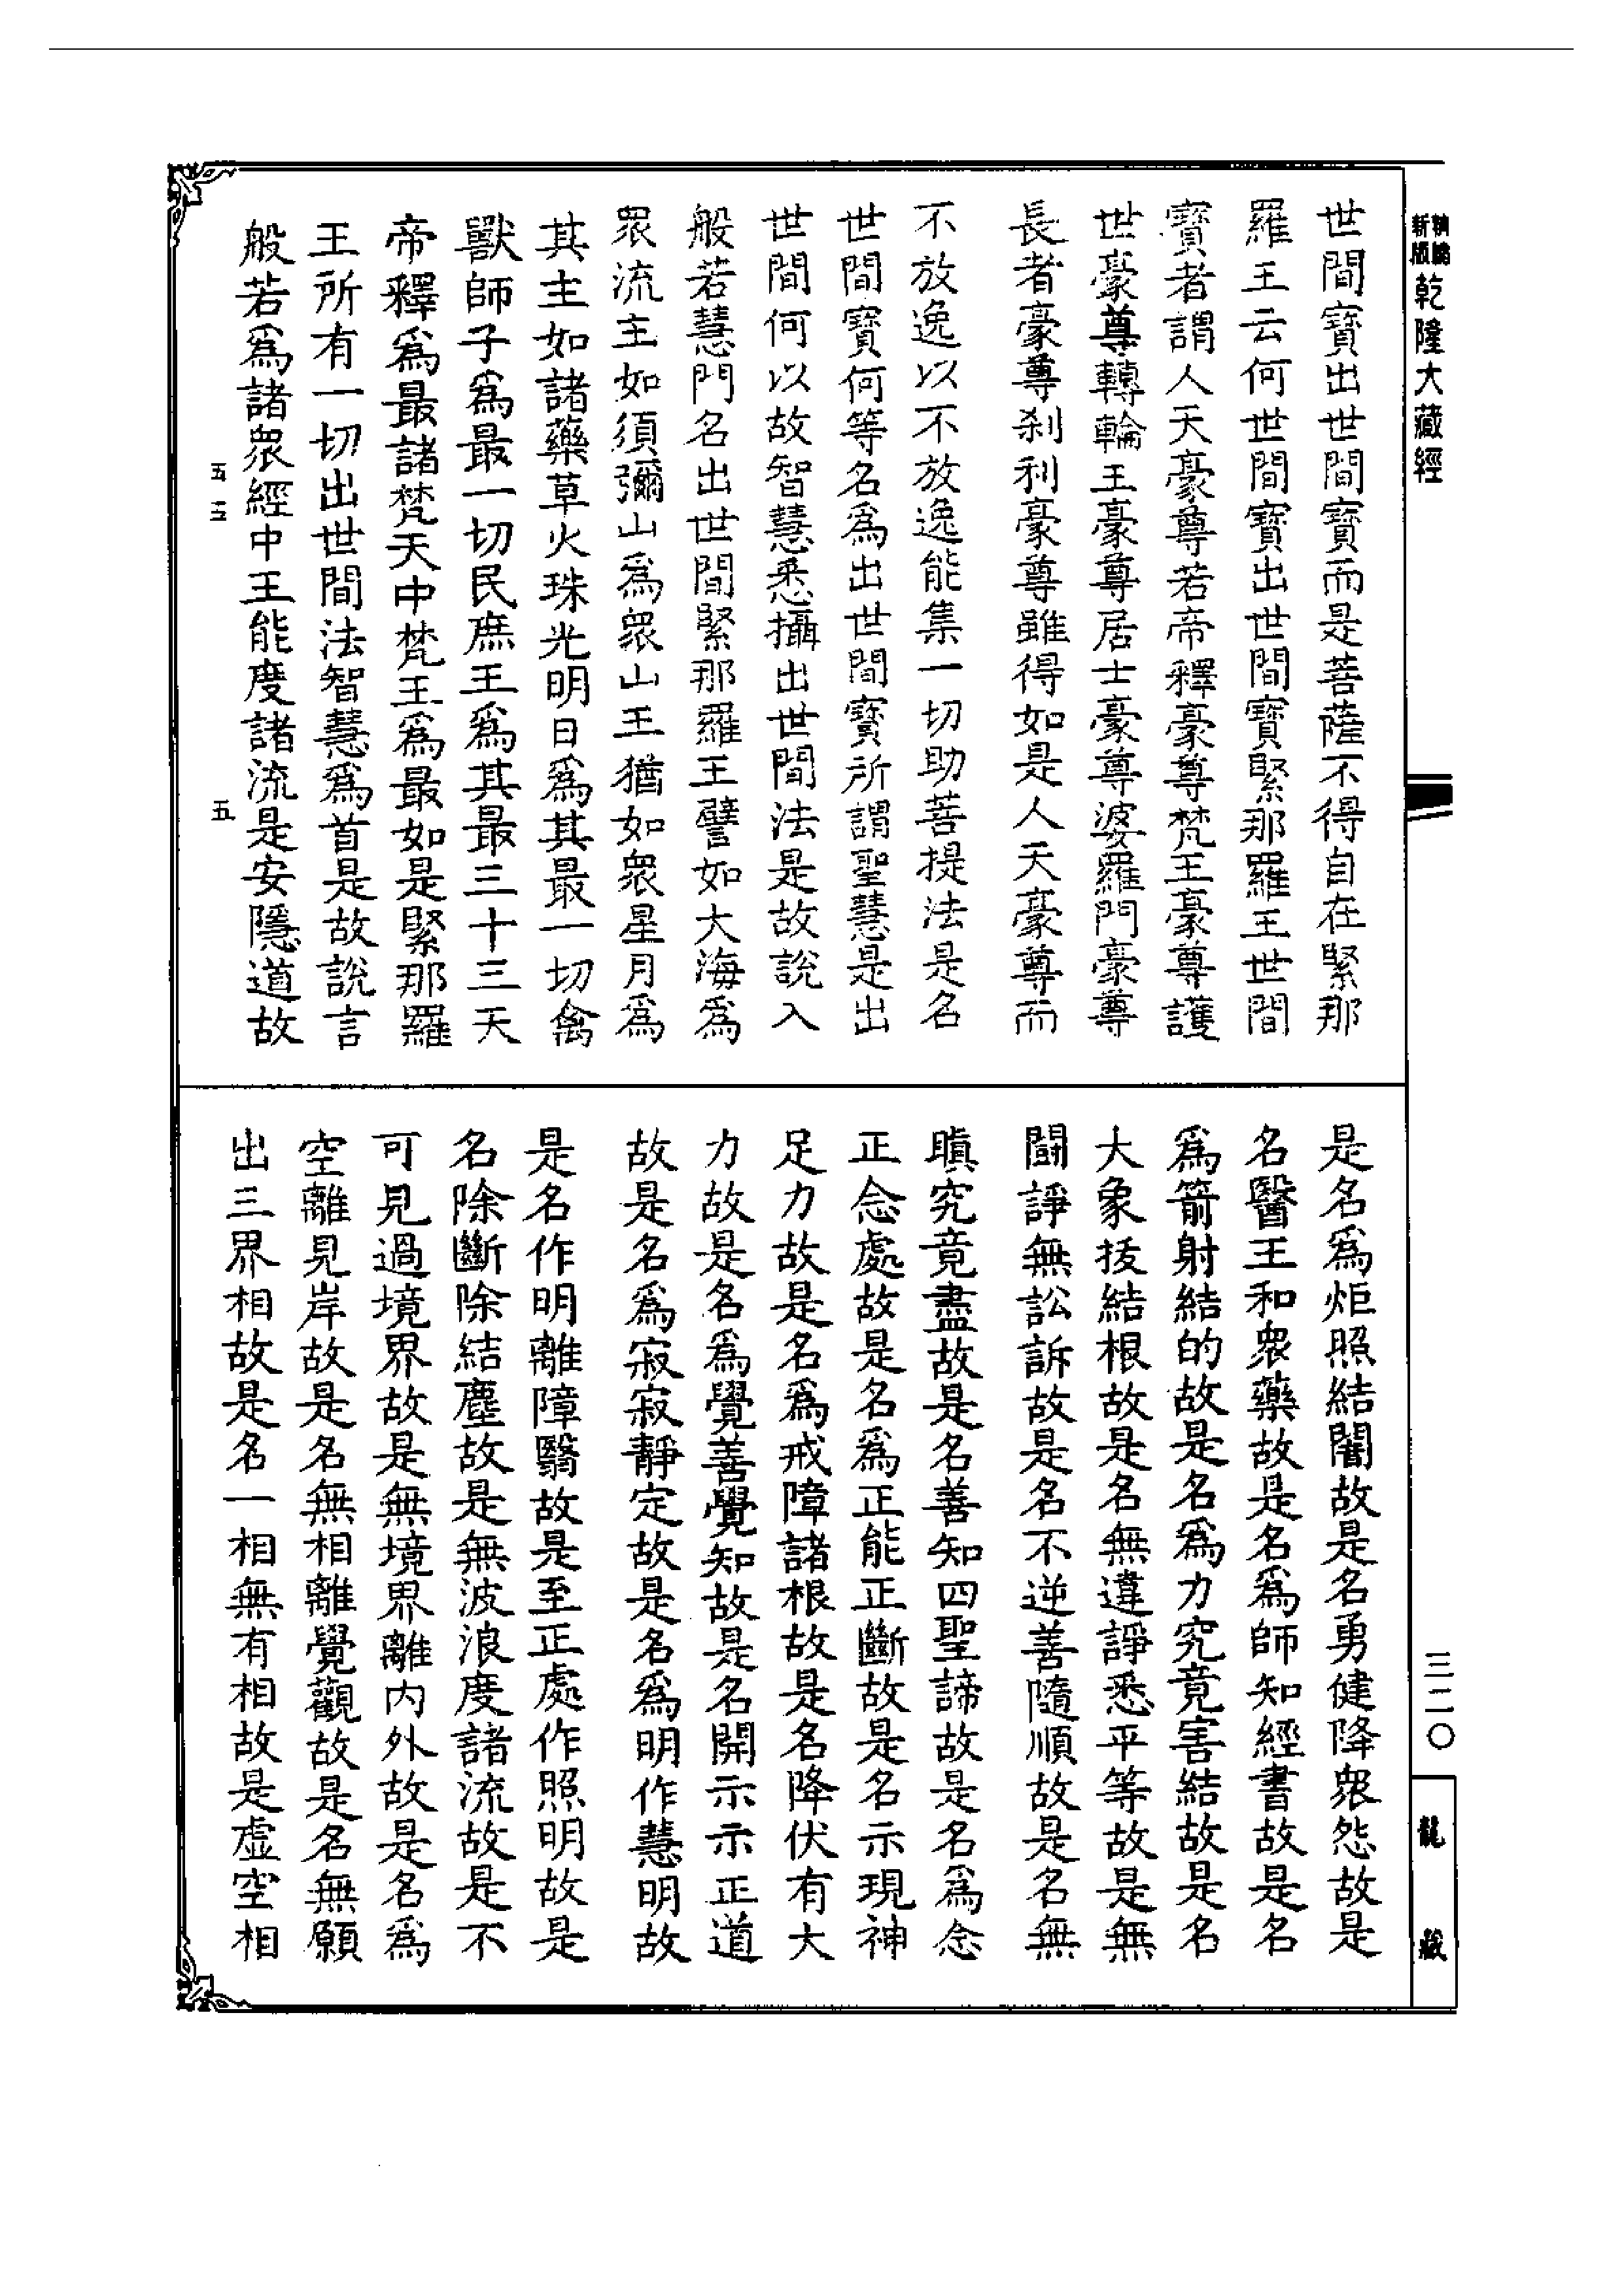 新版
精縮
乾隆大藏經
世間寶出世間寶而是菩薩不得自在緊那
羅王云何世間寶出世間寶緊那羅王世間
寶者謂人天豪尊若帝釋豪尊梵王豪尊護
世豪尊轉輪王豪尊居士豪尊婆羅門豪尊
長者豪尊刹利豪尊雖得如是人天豪尊而
不放逸以不放逸能集一切助菩提法是名
世間寶何等名爲出世間寶所謂聖慧是出
世間何以故智慧悉攝出世間法是故說入
般若慧門名出世間緊那羅王譬如大海爲
眾流主如須彌山爲眾山王猶如眾星月爲
其主如諸藥草火珠光明日爲其最一切禽
獸師子爲最一切民庶王爲其最三十三天
帝釋爲最諸梵天中梵王爲最如是緊那羅
王所有一切出世間法智慧爲首是故說言
般若爲諸眾經中王能度諸流是安隱道故
五五
五
是名爲炬照結闇故是名勇健降眾怨故是
名醫王和眾藥故是名爲師知經書故是名
爲箭射結的故是名爲力究竟害結故是名
大象拔結根故是名無違諍悉平等故是無
鬪諍無訟訴故是名不逆善隨順故是名無
瞋究竟盡故是名善知四聖諦故是名爲念
正念處故是名爲正能正斷故是名示現神
足力故是名爲戒障諸根故是名降伏有大
力故是名爲覺善覺知故是名開示示正道
故是名爲寂寂靜定故是名爲明作慧明故
是名作明離障翳故是至正處作照明故是
名除斷除結塵故是無波浪度諸流故是不
可見過境界故是無境界離內外故是名爲
空離見岸故是名無相離覺觀故是名無願
出三界相故是名一相無有相故是虛空相
三二〇
龍藏